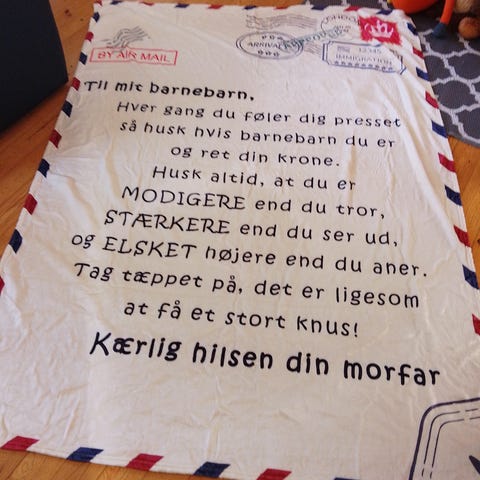 LONDON
ARRIVAL
12345
IMMIGRATION
BY AIR MAIL
Til mit barnebarn.
Hver gang du føler dig presset
så husk hvis barnebarn du er
og ret din krone.
Husk altid, at du er
MODIGERE end du tror,
STÆRKERE end du ser ud,
og ELSKET højere end du aner.
Tag tæppet på, det er ligesom
at få et stort knus!
Kærlig hilsen din morfar